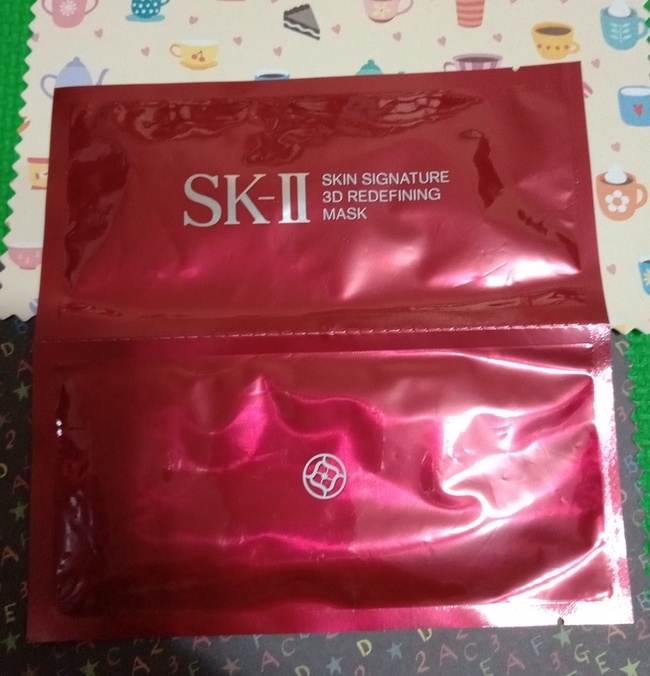 SK-II
SKIN SIGNATURE
3D REDEFINING
MASK